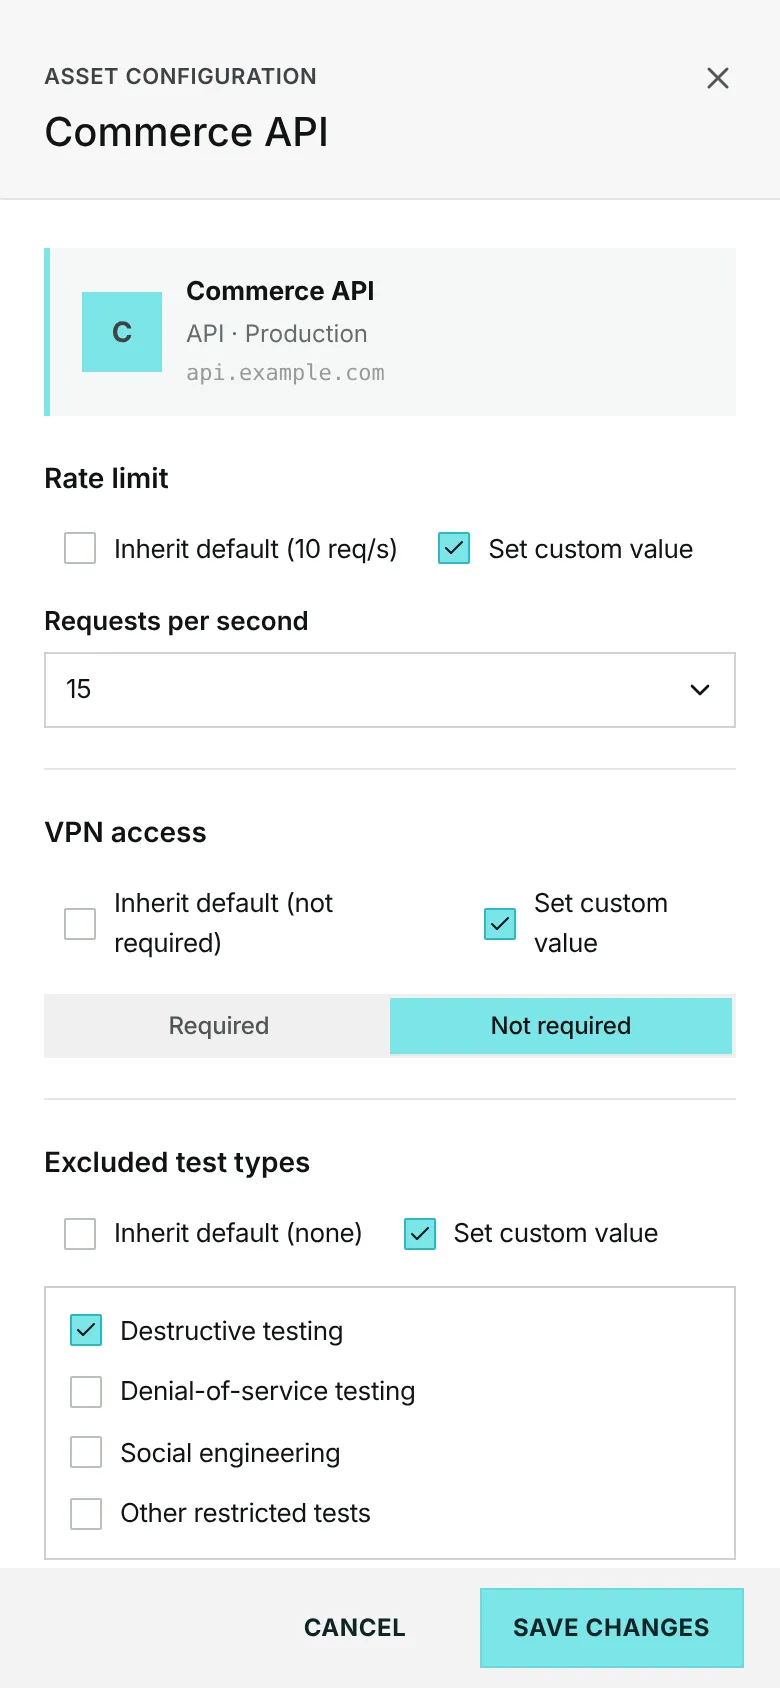 ASSET CONFIGURATION
Commerce API
C
Commerce API
API · Production
api.example.com
Rate limit
Inherit default (10 req/s)
Set custom value
Requests per second
15
VPN access
Inherit default (not
required)
Set custom
value
Required
Not required
Excluded test types
Inherit default (none)
Set custom value
Destructive testing
Denial-of-service testing
Social engineering
Other restricted tests
CANCEL
SAVE CHANGES